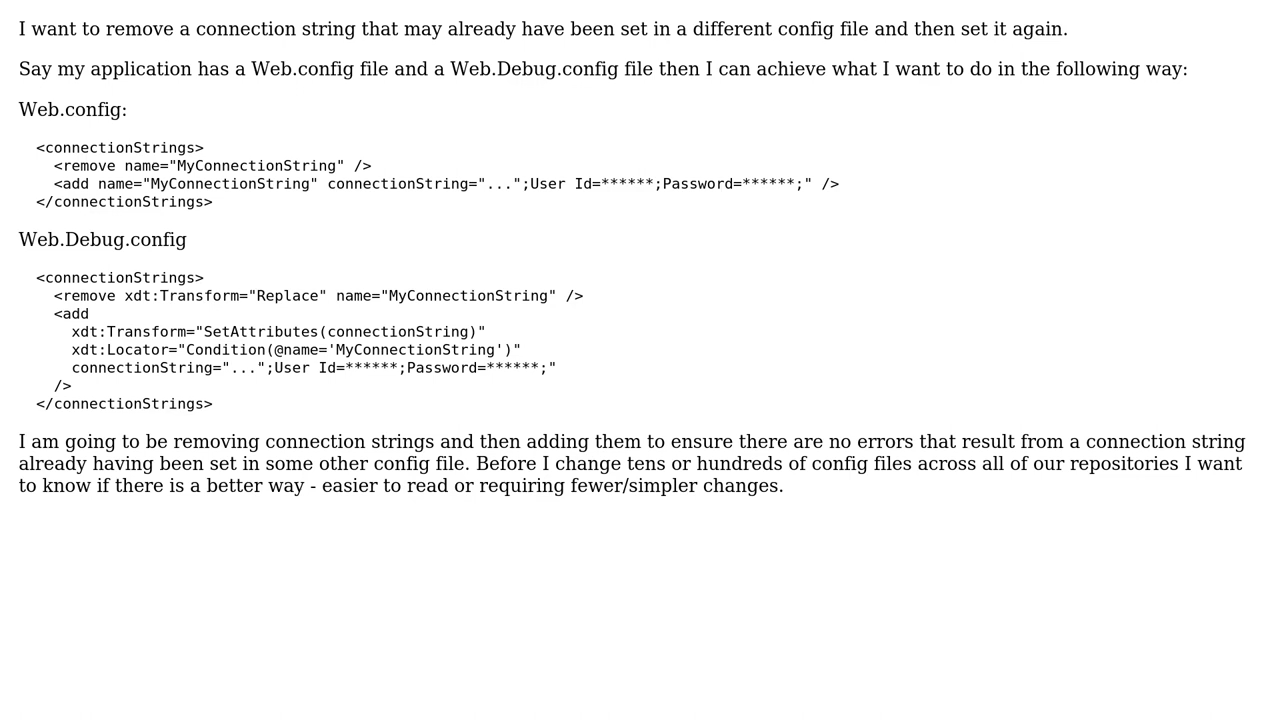 I want to remove a connection string that may already have been set in a different config file and then set it again.
Say my application has a Web.config file and a Web.Debug.config file then I can achieve what I want to do in the following way:
Web.config:
<connectionStrings>
<remove name="MyConnectionString" />
<add name="MyConnectionString" connectionString="...";User Id=******;Password=******;" />
</connectionStrings>
Web.Debug.config
<connectionStrings>
<remove xdt:Transform="Replace" name="MyConnectionString" />
<add
xdt:Transform="SetAttributes(connectionString)"
xdt:Locator="Condition(@name='MyConnectionString')"
connectionString="...";User Id=******;Password=******;"
/>
</connectionStrings>
I am going to be removing connection strings and then adding them to ensure there are no errors that result from a connection string
already having been set in some other config file. Before I change tens or hundreds of config files across all of our repositories I want
to know if there is a better way - easier to read or requiring fewer/simpler changes.